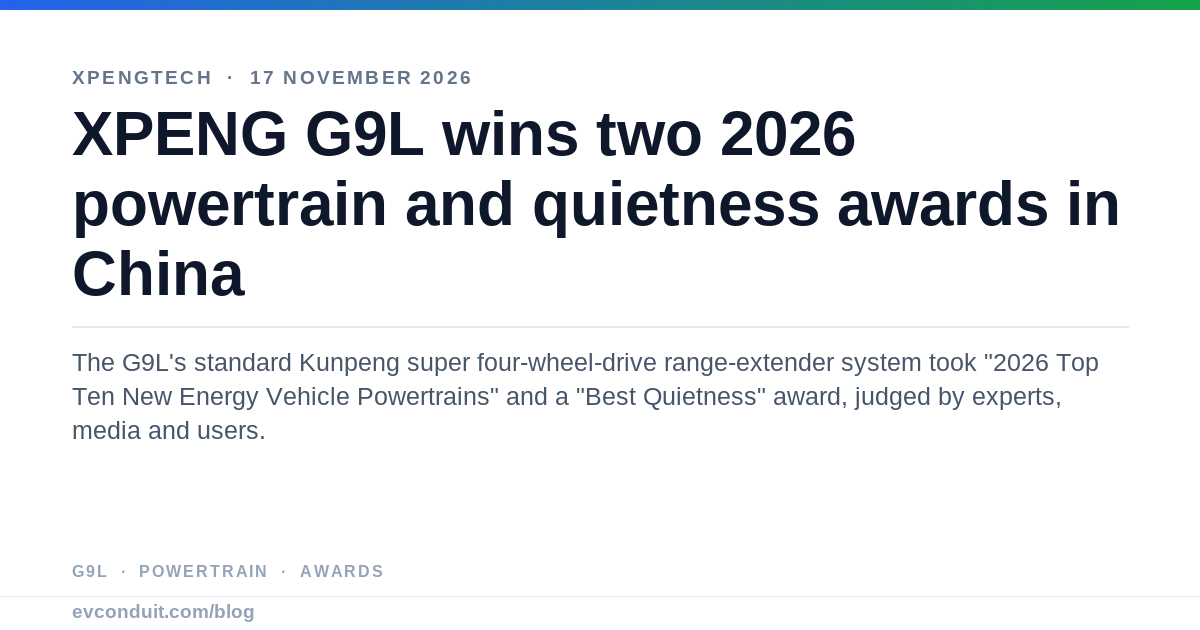 XPENGTECH · 17 NOVEMBER 2026
XPENG G9L wins two 2026
powertrain and quietness awards in
China
The G9L's standard Kunpeng super four-wheel-drive range-extender system took "2026 Top
Ten New Energy Vehicle Powertrains" and a "Best Quietness" award, judged by experts,
media and users.
G9L · POWERTRAIN · AWARDS
evconduit.com/blog